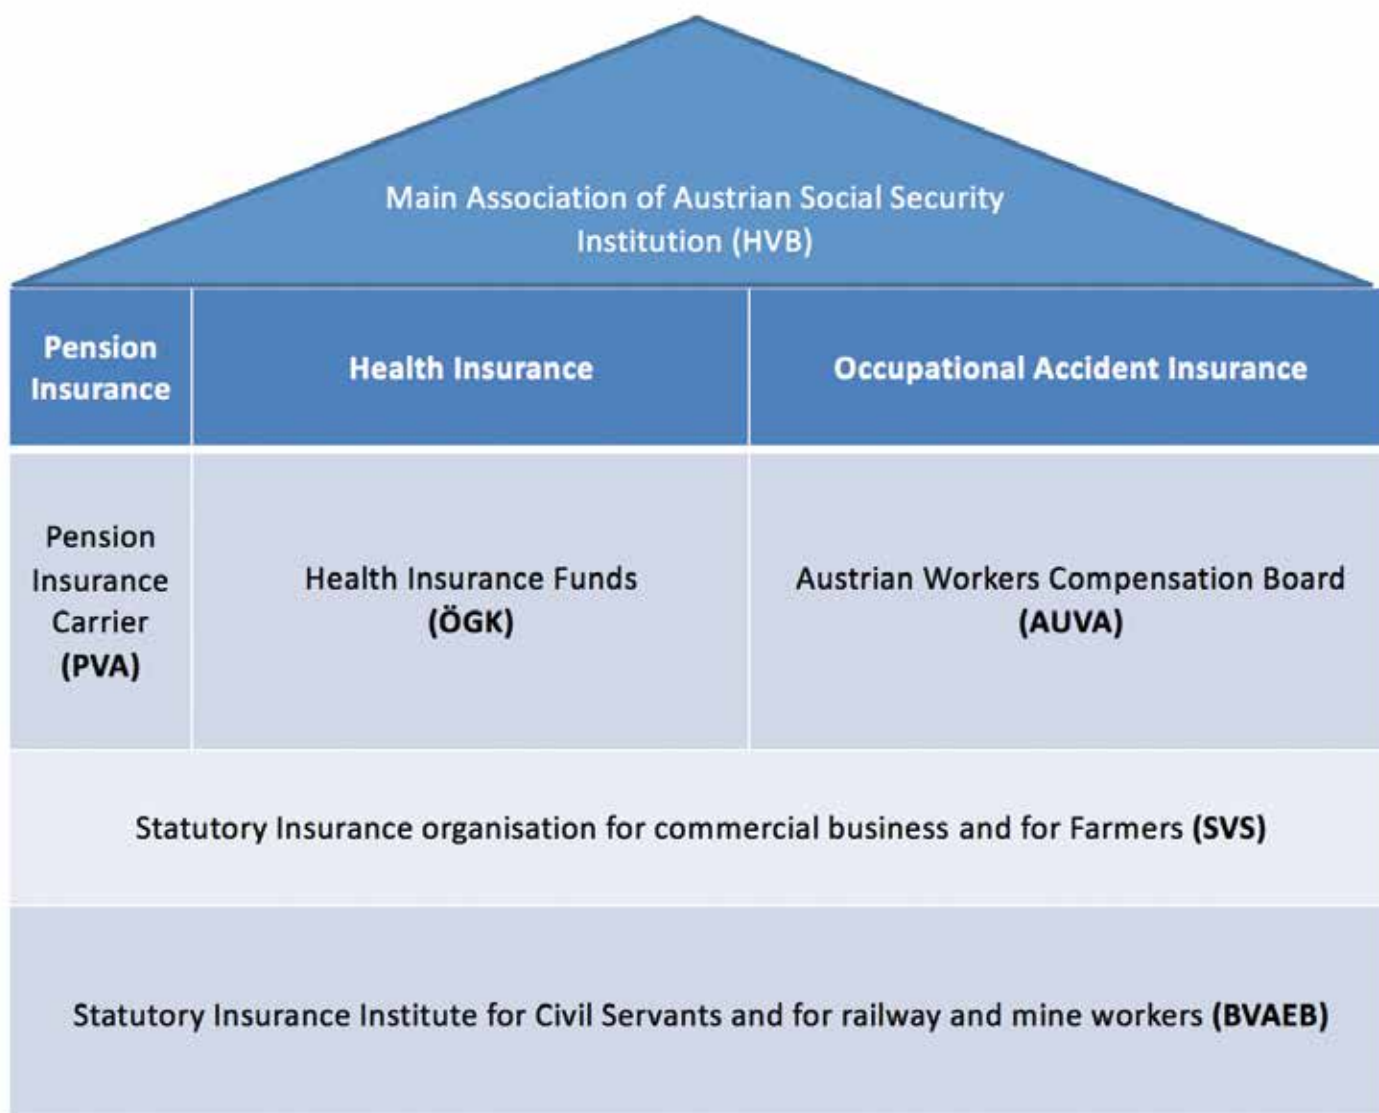 Main Association of Austrian Social Security
Institution (HVB)
Pension
Insurance
Health Insurance
Occupational Accident Insurance
Pension
Insurance
Carrier
(PVA)
Health Insurance Funds
(ÖGK)
Austrian Workers Compensation Board
(AUVA)
Statutory Insurance organisation for commercial business and for Farmers (SVS)
Statutory Insurance Institute for Civil Servants and for railway and mine workers (BVAEB)